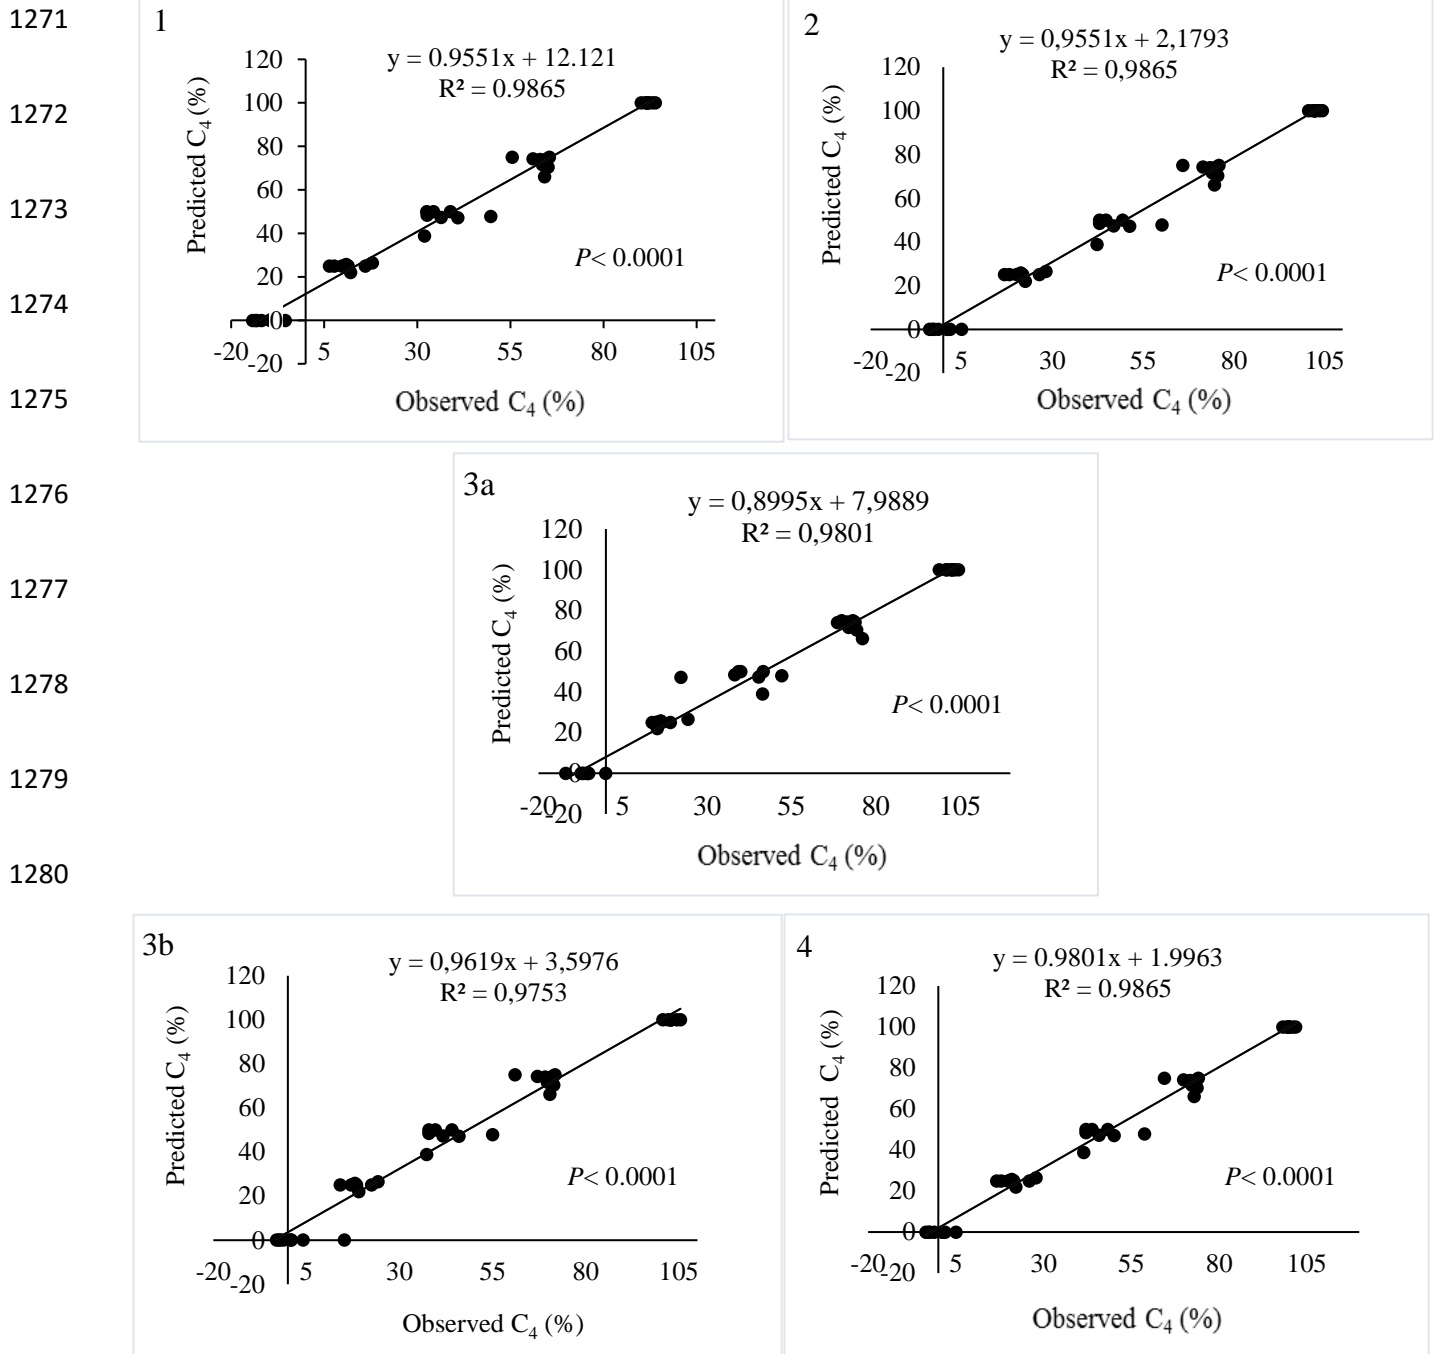 1271
1
y = 0.9551x + 12.121
R² = 0.9865
120
100
80
60
40
20
0
-20
Predicted C4 (%)
P< 0.0001
-20 5 30 55 80 105
Observed C4 (%)
2
y = 0,9551x + 2,1793
R² = 0,9865
120
100
80
60
40
20
0
-20
Predicted C4 (%)
P< 0.0001
-20 5 30 55 80 105
Observed C4 (%)
1272
1273
1274
1275
1276
3a
y = 0,8995x + 7,9889
R² = 0,9801
120
100
80
60
40
20
0
-20
Predicted C4 (%)
P< 0.0001
-20 5 30 55 80 105
Observed C4 (%)
1277
1278
1279
1280
3b
y = 0,9619x + 3,5976
R² = 0,9753
120
100
80
60
40
20
0
-20
Predicted C4 (%)
P< 0.0001
-20 5 30 55 80 105
Observed C4 (%)
4
y = 0.9801x + 1.9963
R² = 0.9865
120
100
80
60
40
20
0
-20
Predicted C4 (%)
P< 0.0001
-20 5 30 55 80 105
Observed C4 (%)